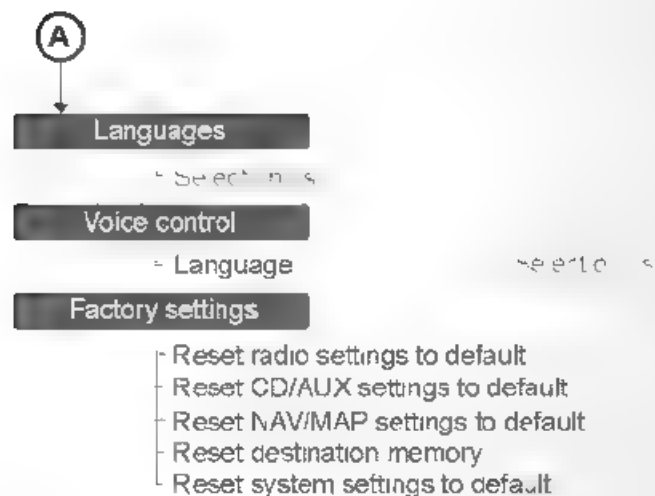 A
Languages
Voice control
- Language
Factory settings
- Reset radio settings to default
- Reset CD/AUX settings to default
- Reset NAV/MAP settings to default
- Reset destination memory
- Reset system settings to default